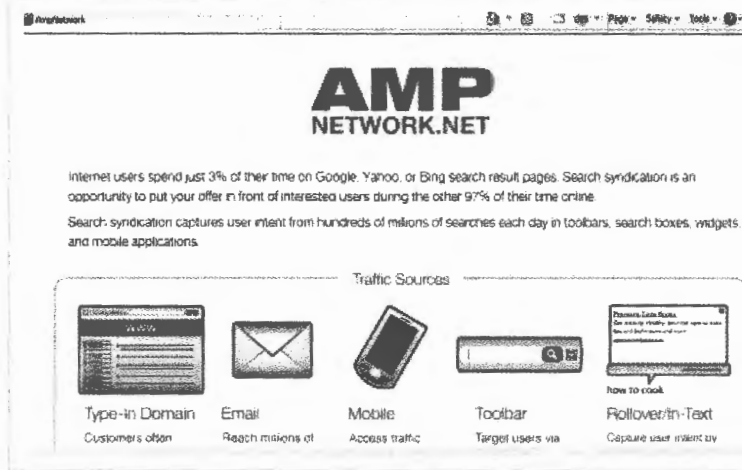 AmpNetwork
Page Safety Tools
AMP
NETWORK.NET
Internet users spend just 3% of their time on Google, Yahoo, or Bing search result pages. Search syndication is an
opportunity to put your offer in front of interested users during the other 97% of their time online.
Search syndication captures user intent from hundreds of millions of searches each day in toolbars, search boxes, widgets,
and mobile applications.
Traffic Sources
WWW
how to cook
Type-In Domain Email Mobile Toolbar Rollover/In-Text
Customers often Reach millions of Access traffic Target users via Capture user intent by